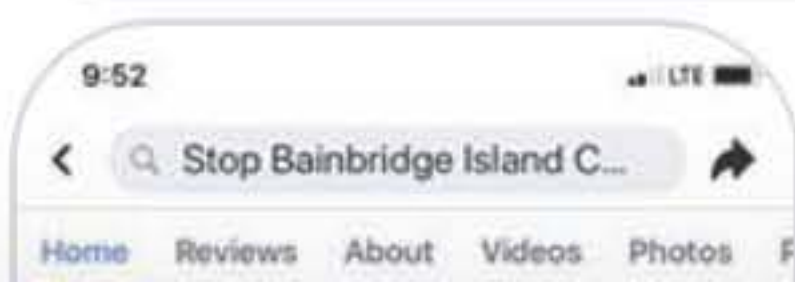 9:52 LTE
Stop Bainbridge Island C...
Home Reviews About Videos Photos F